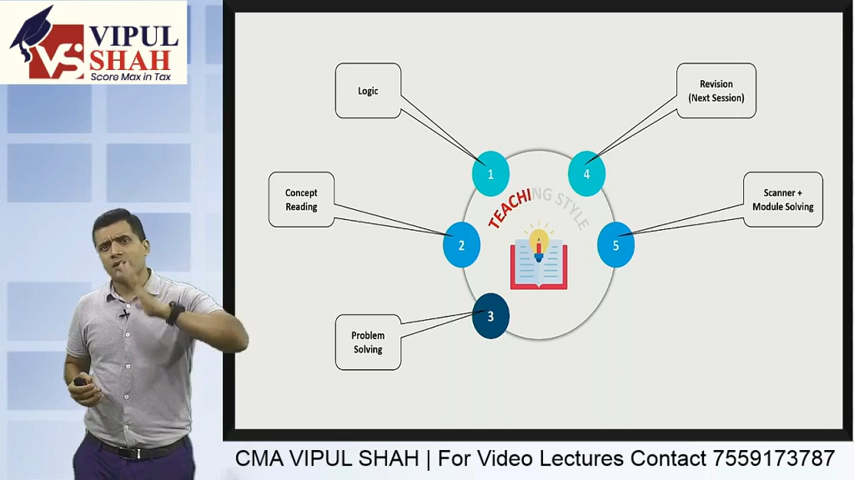 VIPUL
VS SHAH
Score Max in Tax
Logic
Revision
(Next Session)
1
4
TEACHING STYLE
Concept
Reading
2
5
Scanner +
Module Solving
3
Problem
Solving
CMA VIPUL SHAH | For Video Lectures Contact 7559173787